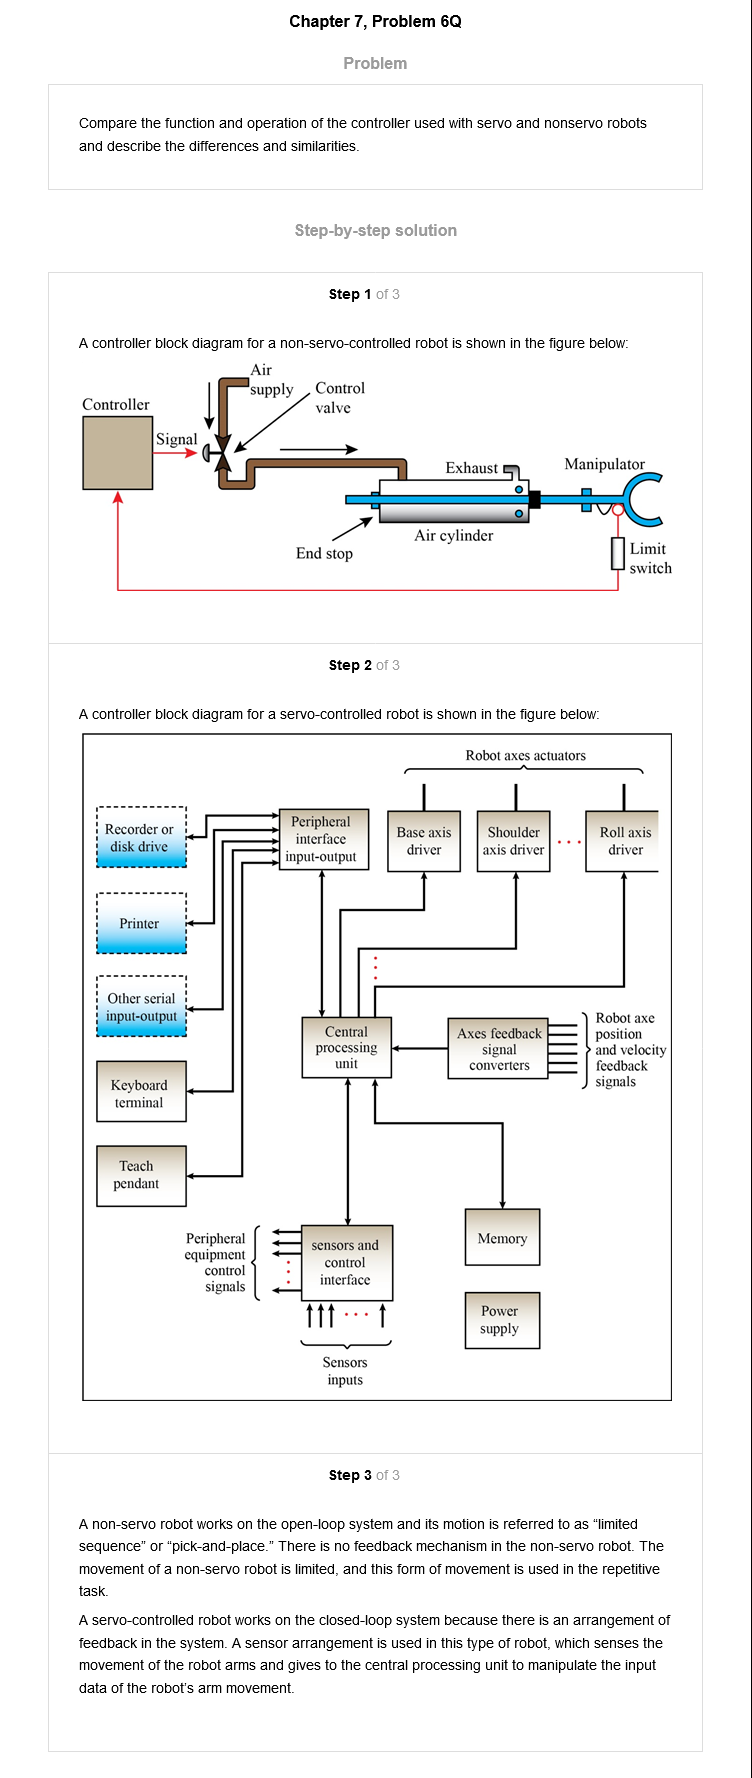 Chapter 7, Problem 6Q
Problem
Compare the function and operation of the controller used with servo and nonservo robots
and describe the differences and similarities.
Step-by-step solution
Step 1 of 3
A controller block diagram for a non-servo-controlled robot is shown in the figure below:
Air
supply
Control
valve
Controller
Signal
Exhaust
Manipulator
End stop
Air cylinder
Limit
switch
Step 2 of 3
A controller block diagram for a servo-controlled robot is shown in the figure below:
Robot axes actuators
Recorder or
disk drive
Peripheral
interface
input-output
Base axis
driver
Shoulder
axis driver
Roll axis
driver
Printer
Other serial
input-output
Central
processing
unit
Axes feedback
signal
converters
Robot axe
position
and velocity
feedback
signals
Keyboard
terminal
Teach
pendant
Peripheral
equipment
control
signals
sensors and
control
interface
Memory
Power
supply
Sensors
inputs
Step 3 of 3
A non-servo robot works on the open-loop system and its motion is referred to as “limited
sequence” or “pick-and-place.” There is no feedback mechanism in the non-servo robot. The
movement of a non-servo robot is limited, and this form of movement is used in the repetitive
task.
A servo-controlled robot works on the closed-loop system because there is an arrangement of
feedback in the system. A sensor arrangement is used in this type of robot, which senses the
movement of the robot arms and gives to the central processing unit to manipulate the input
data of the robot’s arm movement.